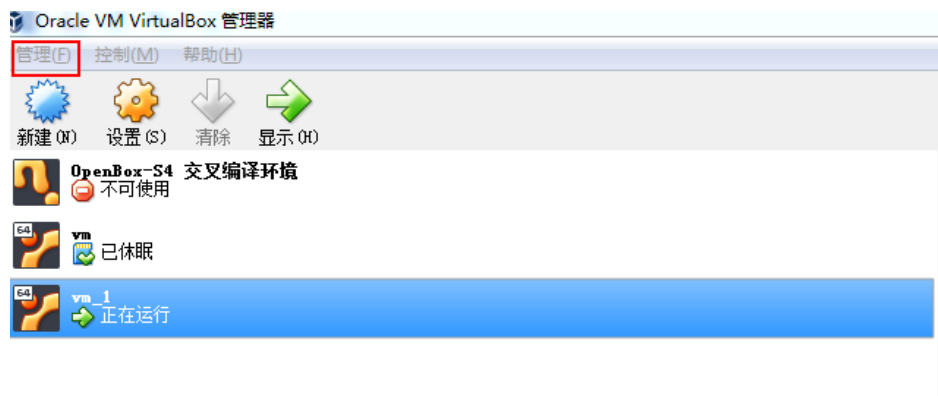 Oracle VM VirtualBox 管理器
管理(F) 控制(M) 帮助(H)
新建(N) 设置(S) 清除 显示(H)
OpenBox-S4 交叉编译环境
不可使用
64
vm
已休眠
64
vm_1
正在运行